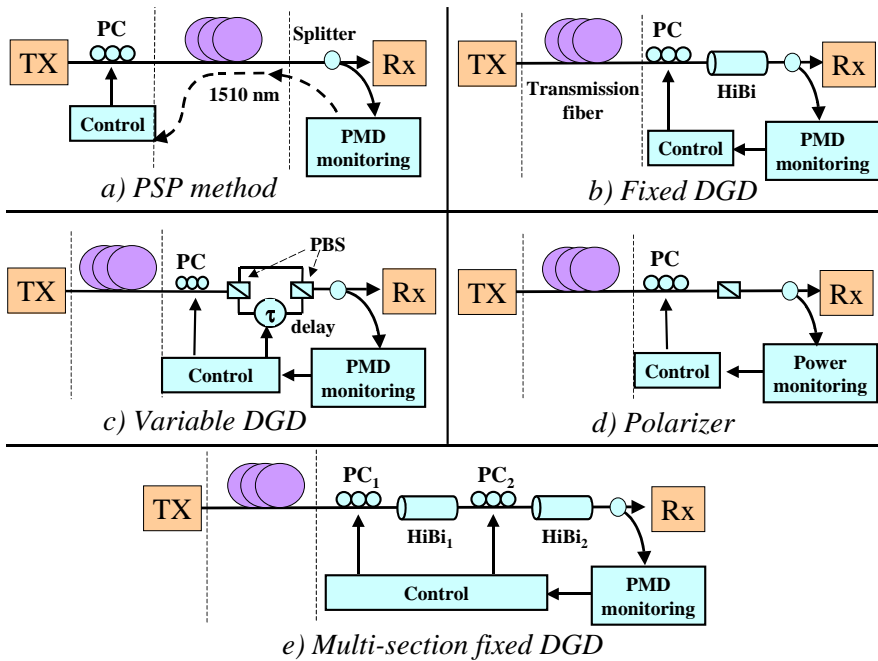 TX
PC
Splitter
Rx
1510 nm
Control
PMD
monitoring
a) PSP method
TX
PC
Rx
HiBi
Transmission
fiber
Control
PMD
monitoring
b) Fixed DGD
TX
PC
PBS
Rx
τ
delay
Control
PMD
monitoring
c) Variable DGD
TX
PC
Rx
Control
Power
monitoring
d) Polarizer
TX
PC₁
PC₂
Rx
HiBi₁
HiBi₂
Control
PMD
monitoring
e) Multi-section fixed DGD